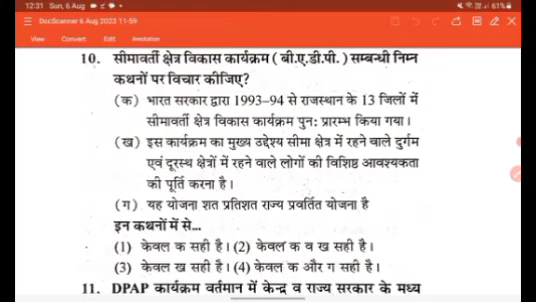 12:31 Sun, 6 Aug
61%
DocScanner 6 Aug 2023 11-59
View Convert Edit Annotation
10. सीमावर्ती क्षेत्र विकास कार्यक्रम ( बी.ए.डी.पी. ) सम्बन्धी निम्न
कथनों पर विचार कीजिए?
(क) भारत सरकार द्वारा 1993-94 से राजस्थान के 13 जिलों में
सीमावर्ती क्षेत्र विकास कार्यक्रम पुन: प्रारम्भ किया गया।
(ख) इस कार्यक्रम का मुख्य उद्देश्य सीमा क्षेत्र में रहने वाले दुर्गम
एवं दूरस्थ क्षेत्रों में रहने वाले लोगों की विशिष्ट आवश्यकता
की पूर्ति करना है।
(ग) यह योजना शत प्रतिशत राज्य प्रवर्तित योजना है
इन कथनों में से...
(1) केवल क सही है। (2) केवल क व ख सही है।
(3) केवल ख सही है। (4) केवल क और ग सही है।
11. DPAP कार्यक्रम वर्तमान में केन्द्र व राज्य सरकार के मध्य